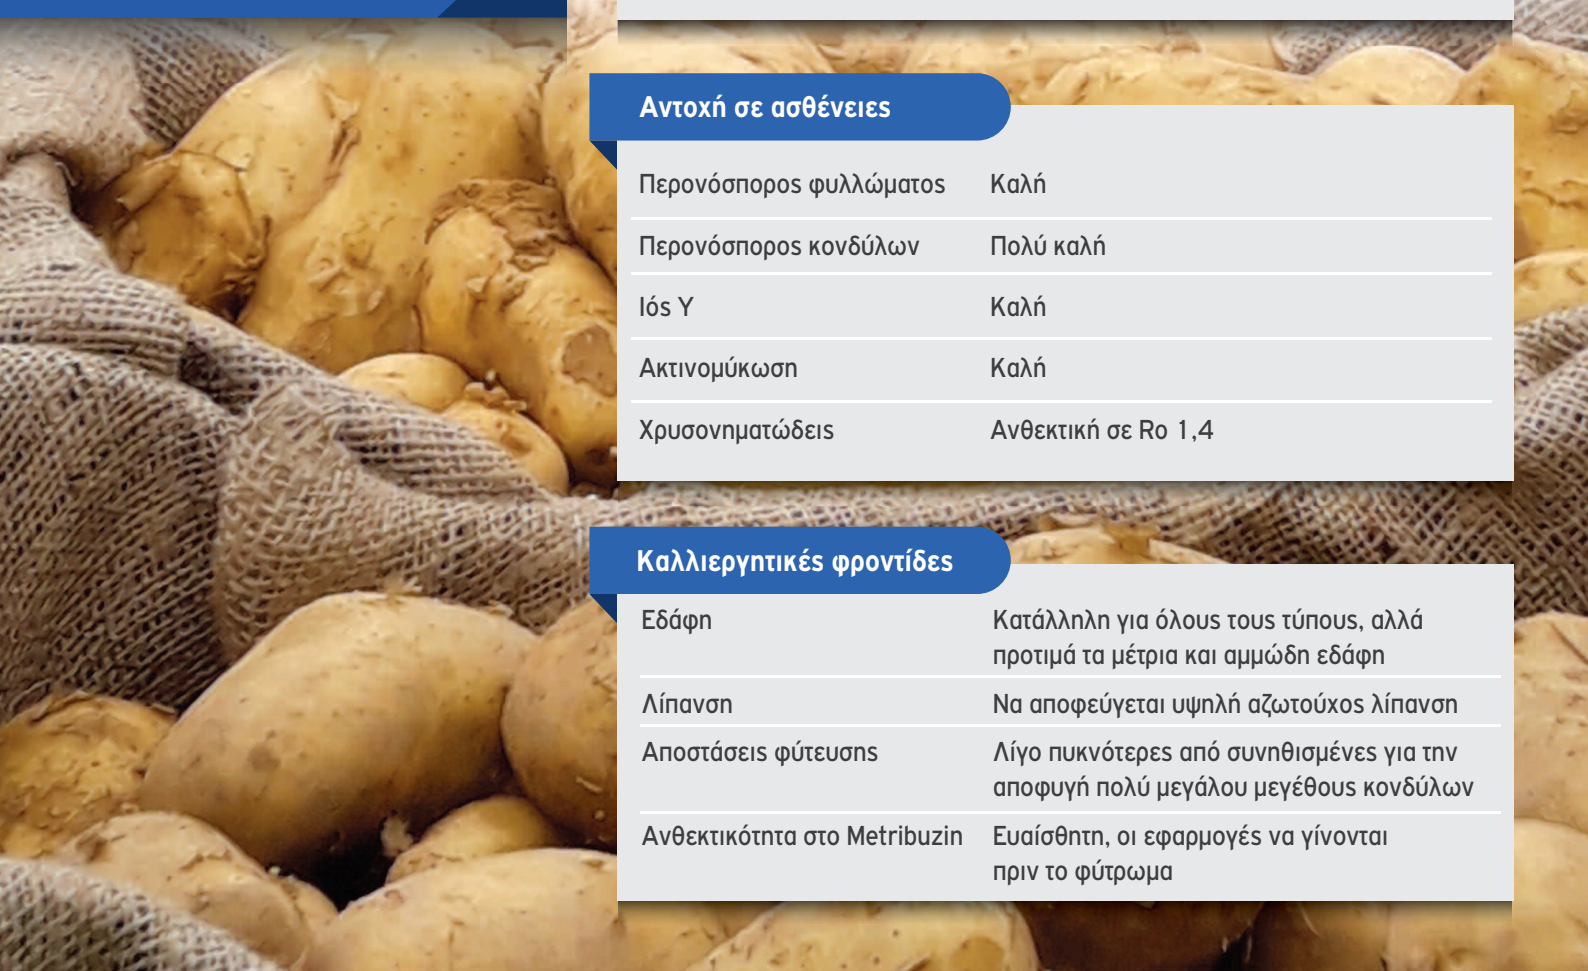 Αντοχή σε ασθένειες
Περονόσπορος φυλλώματος Καλή
Περονόσπορος κονδύλων Πολύ καλή
Ιός Υ Καλή
Ακτινομύκωση Καλή
Χρυσονηματώδεις Ανθεκτική σε Ro 1,4
Καλλιεργητικές φροντίδες
Εδάφη Κατάλληλη για όλους τους τύπους, αλλά
προτιμά τα μέτρια και αμμώδη εδάφη
Λίπανση Να αποφεύγεται υψηλή αζωτούχος λίπανση
Αποστάσεις φύτευσης Λίγο πυκνότερες από συνηθισμένες για την
αποφυγή πολύ μεγάλου μεγέθους κονδύλων
Ανθεκτικότητα στο Metribuzin Ευαίσθητη, οι εφαρμογές να γίνονται
πριν το φύτρωμα